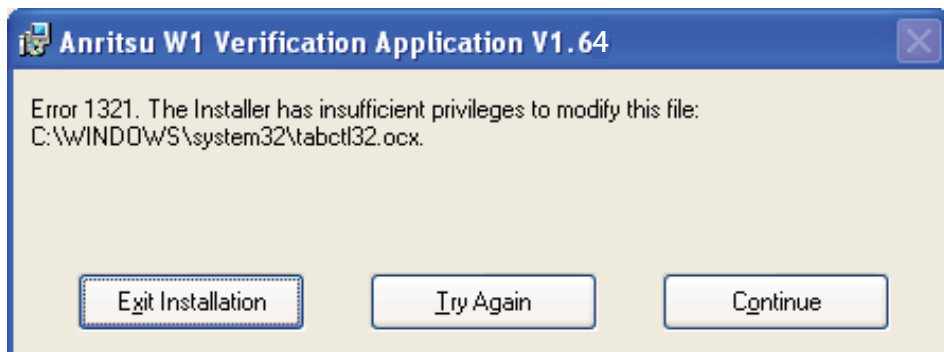 Anritsu W1 Verification Application V1.64
Error 1321. The Installer has insufficient privileges to modify this file:
C:\WINDOWS\system32\tabctl32.ocx.
Exit Installation Try Again Continue